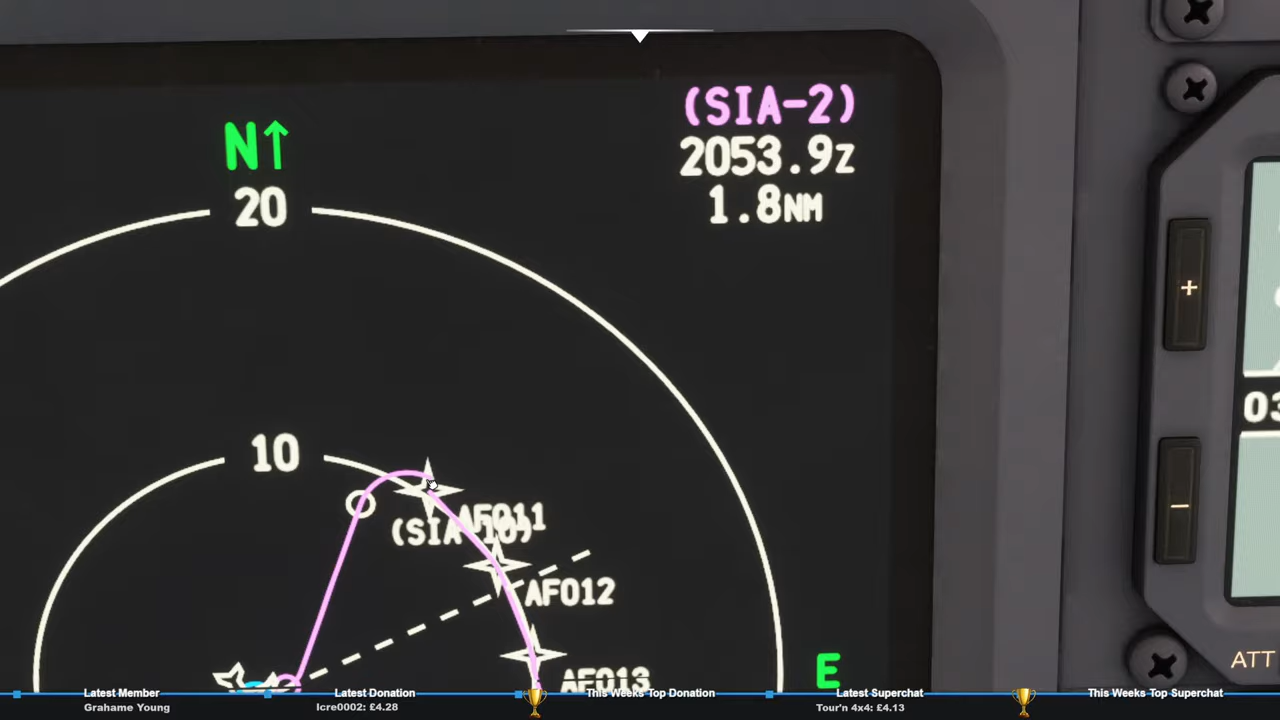 (SIA-2)
2053.9z
1.8NM
N↑
20
10
+
−
03
AF011
(SIA-10)
AF012
AF013
E
ATT
Latest Member
Grahame Young
Latest Donation
Icre0002: £4.28
This Weeks Top Donation
Latest Superchat
Tour'n 4x4: £4.13
This Weeks Top Superchat